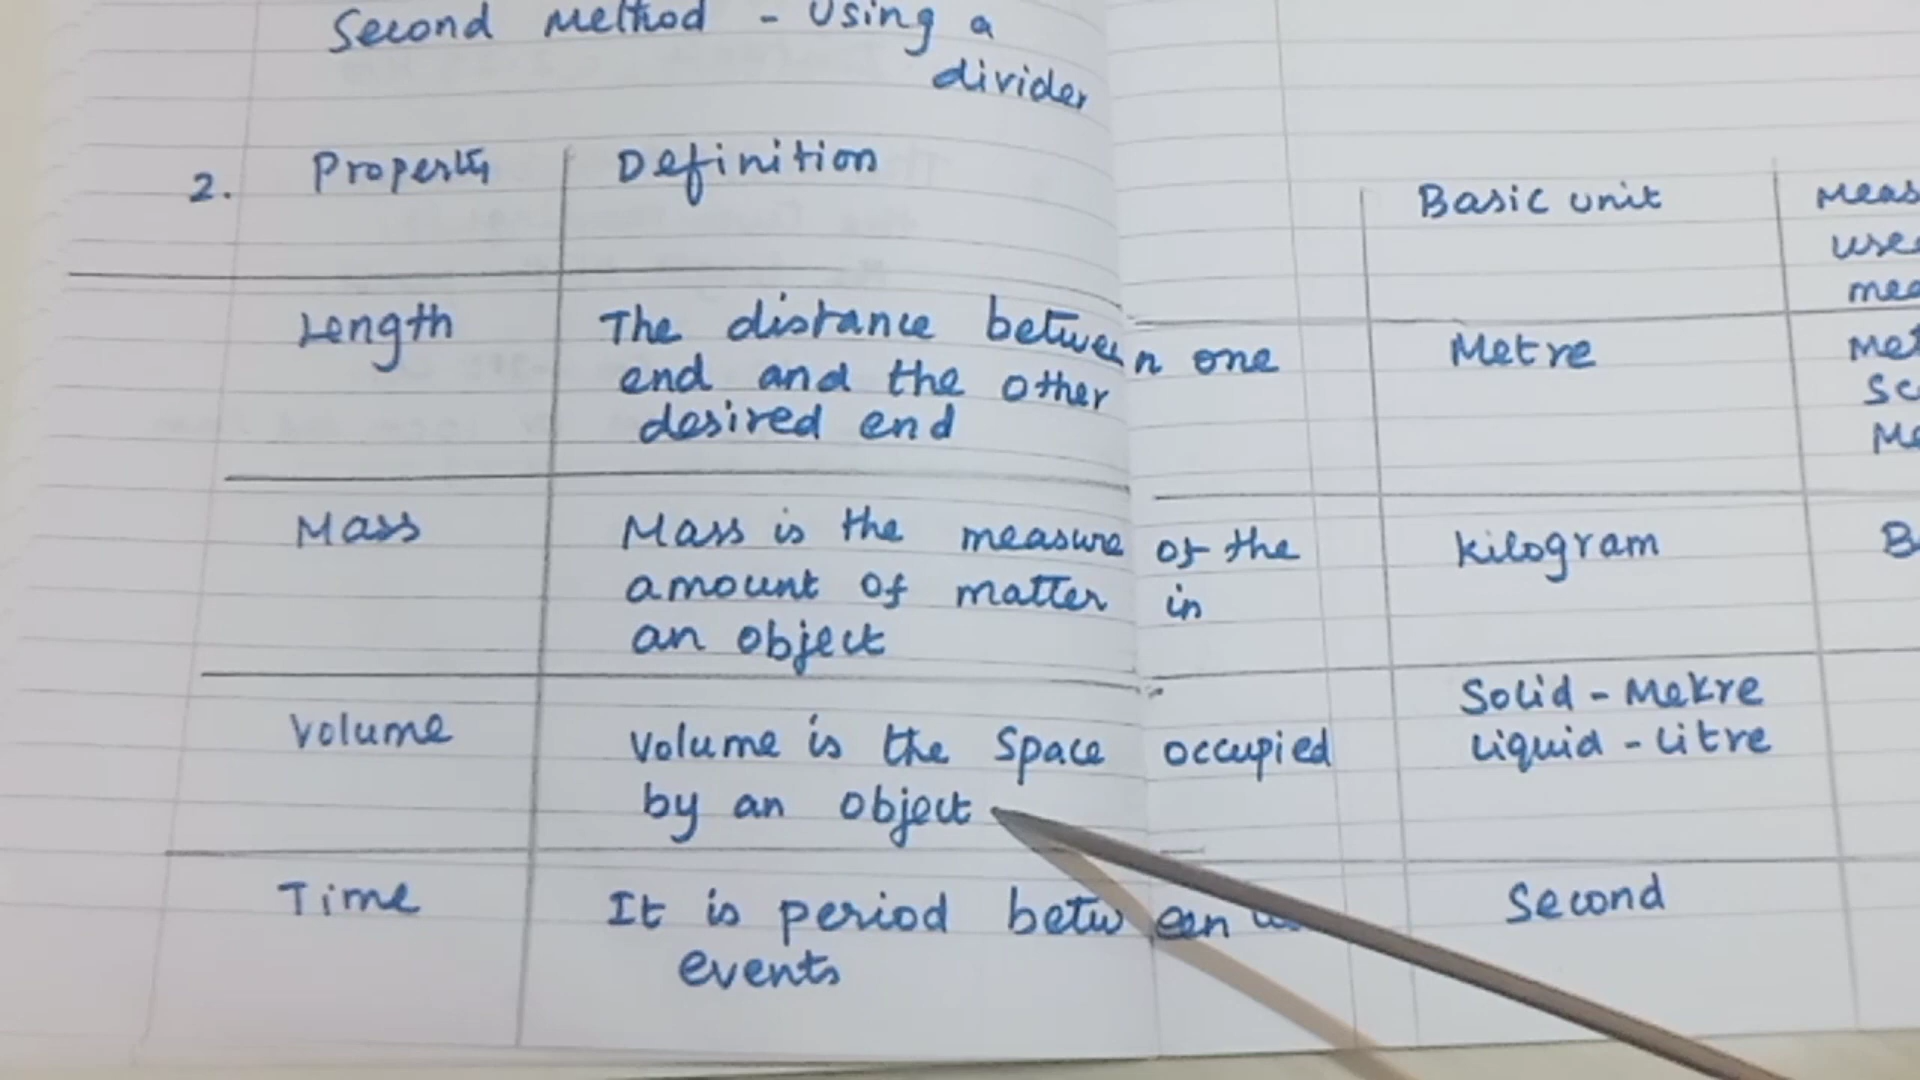 Second Method - Using a
divider
2. Property Definition Basic unit
Length The distance between one Metre
end and the other
desired end
Mass Mass is the measure of the kilogram
amount of matter in
an object
Solid - Metre
Volume Volume is the space occupied Liquid - Litre
by an object
Time It is period between Second
events